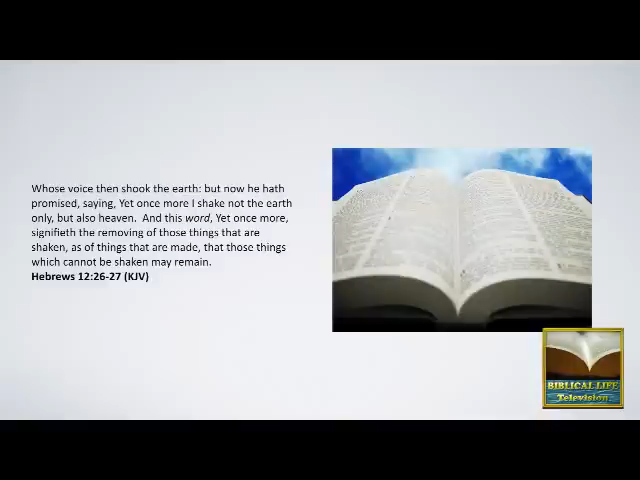 Whose voice then shook the earth: but now he hath
promised, saying, Yet once more I shake not the earth
only, but also heaven.  And this word, Yet once more,
signifieth the removing of those things that are
shaken, as of things that are made, that those things
which cannot be shaken may remain.
Hebrews 12:26-27 (KJV)
BIBLICAL LIFE
Television